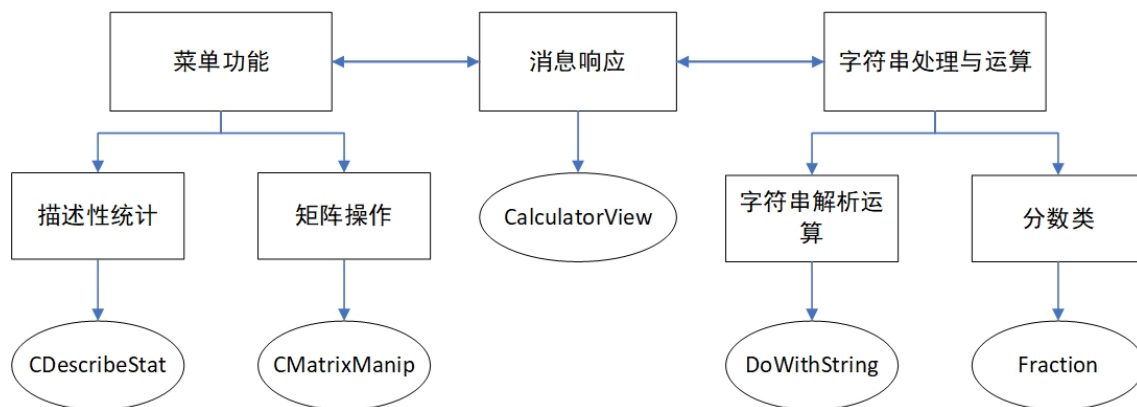 菜单功能
消息响应
字符串处理与运算
描述性统计
矩阵操作
CalculatorView
字符串解析运
算
分数类
CDescribeStat
CMatrixManip
DoWithString
Fraction